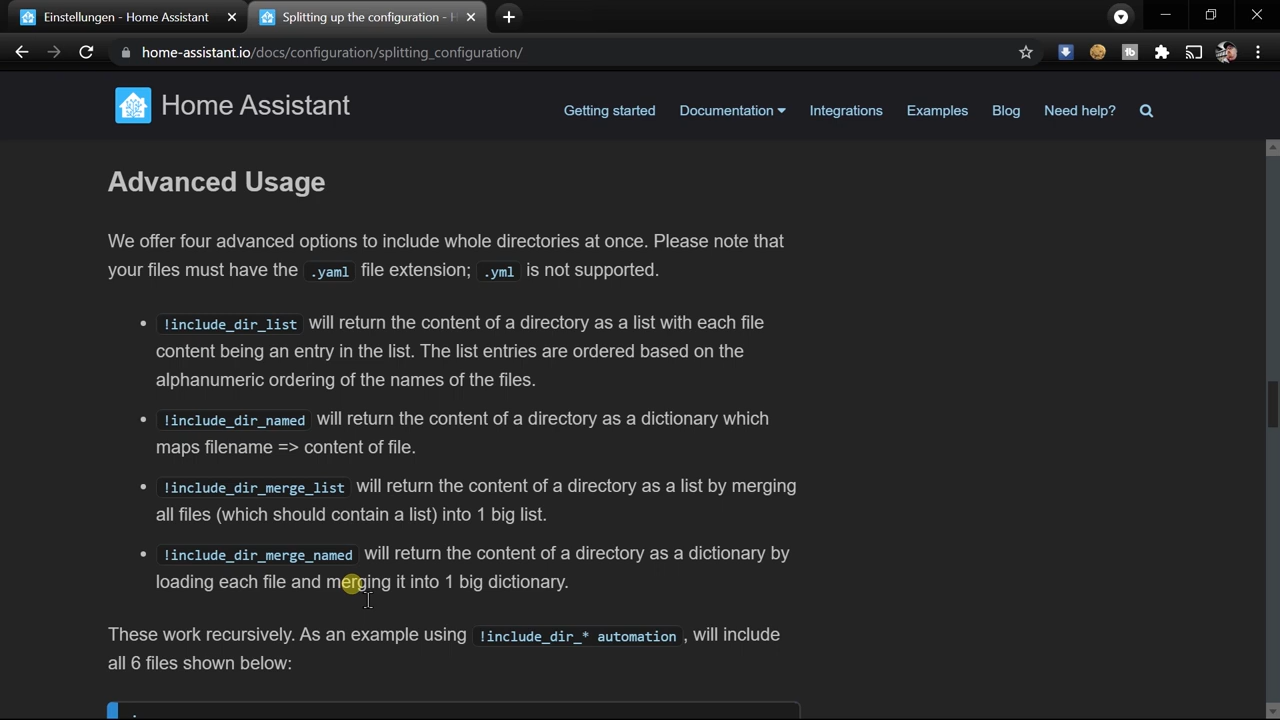 Einstellungen - Home Assistant
Splitting up the configuration - H
home-assistant.io/docs/configuration/splitting_configuration/
Home Assistant
Getting started
Documentation
Integrations
Examples
Blog
Need help?
Advanced Usage
We offer four advanced options to include whole directories at once. Please note that
your files must have the .yaml file extension; .yml is not supported.
!include_dir_list will return the content of a directory as a list with each file
content being an entry in the list. The list entries are ordered based on the
alphanumeric ordering of the names of the files.
!include_dir_named will return the content of a directory as a dictionary which
maps filename => content of file.
!include_dir_merge_list will return the content of a directory as a list by merging
all files (which should contain a list) into 1 big list.
!include_dir_merge_named will return the content of a directory as a dictionary by
loading each file and merging it into 1 big dictionary.
These work recursively. As an example using !include_dir_* automation, will include
all 6 files shown below: